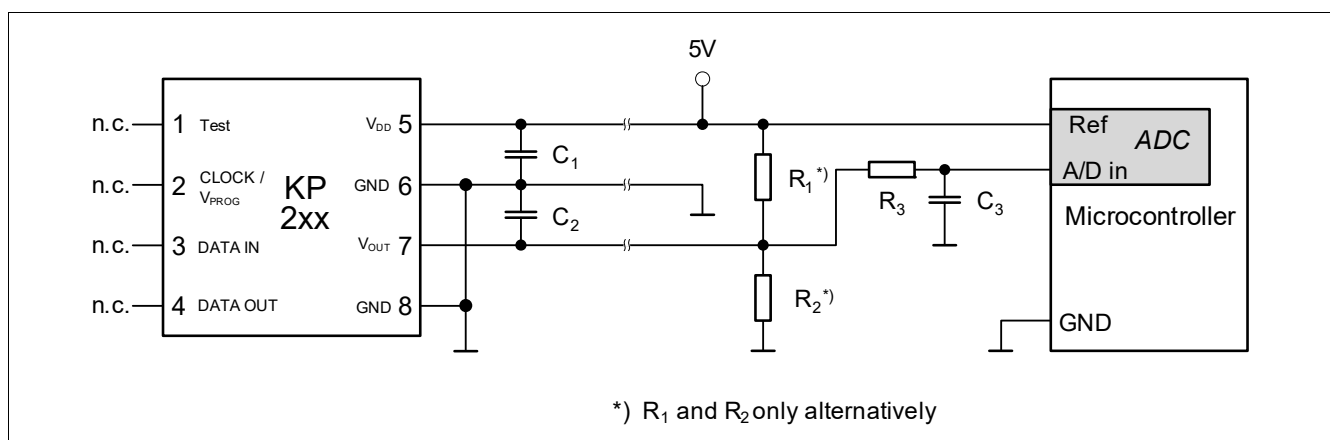 5V
n.c. 1 Test
VDD 5
n.c. 2 CLOCK /
VPROG
GND 6
n.c. 3 DATA IN
VOUT 7
n.c. 4 DATA OUT
GND 8
KP
2xx
C1
C2
R1*)
R2*)
R3
C3
Ref
ADC
A/D in
Microcontroller
GND
*) R1 and R2 only alternatively